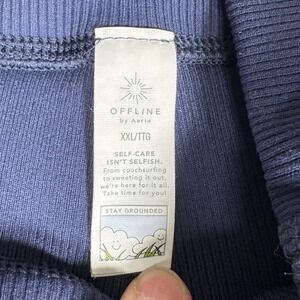 OFFLINE
by Aerie
XXL/TTG
SELF-CARE
ISN'T SELFISH.
From couchsurfing
to sweating it out,
we're here for it all.
Take time for you!
STAY GROUNDED